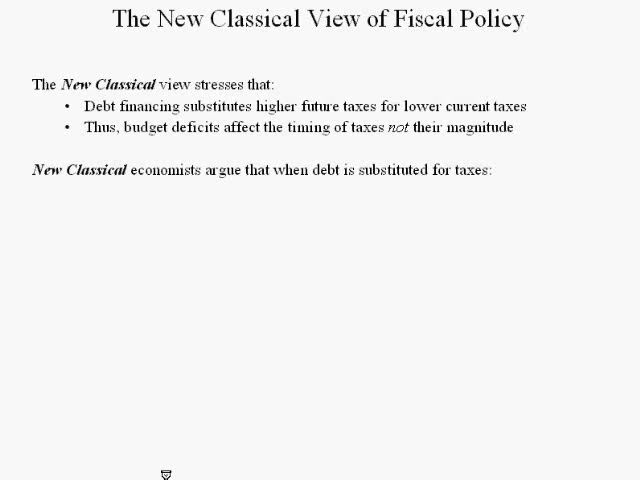 The New Classical View of Fiscal Policy
The New Classical view stresses that:
• Debt financing substitutes higher future taxes for lower current taxes
• Thus, budget deficits affect the timing of taxes not their magnitude
New Classical economists argue that when debt is substituted for taxes: